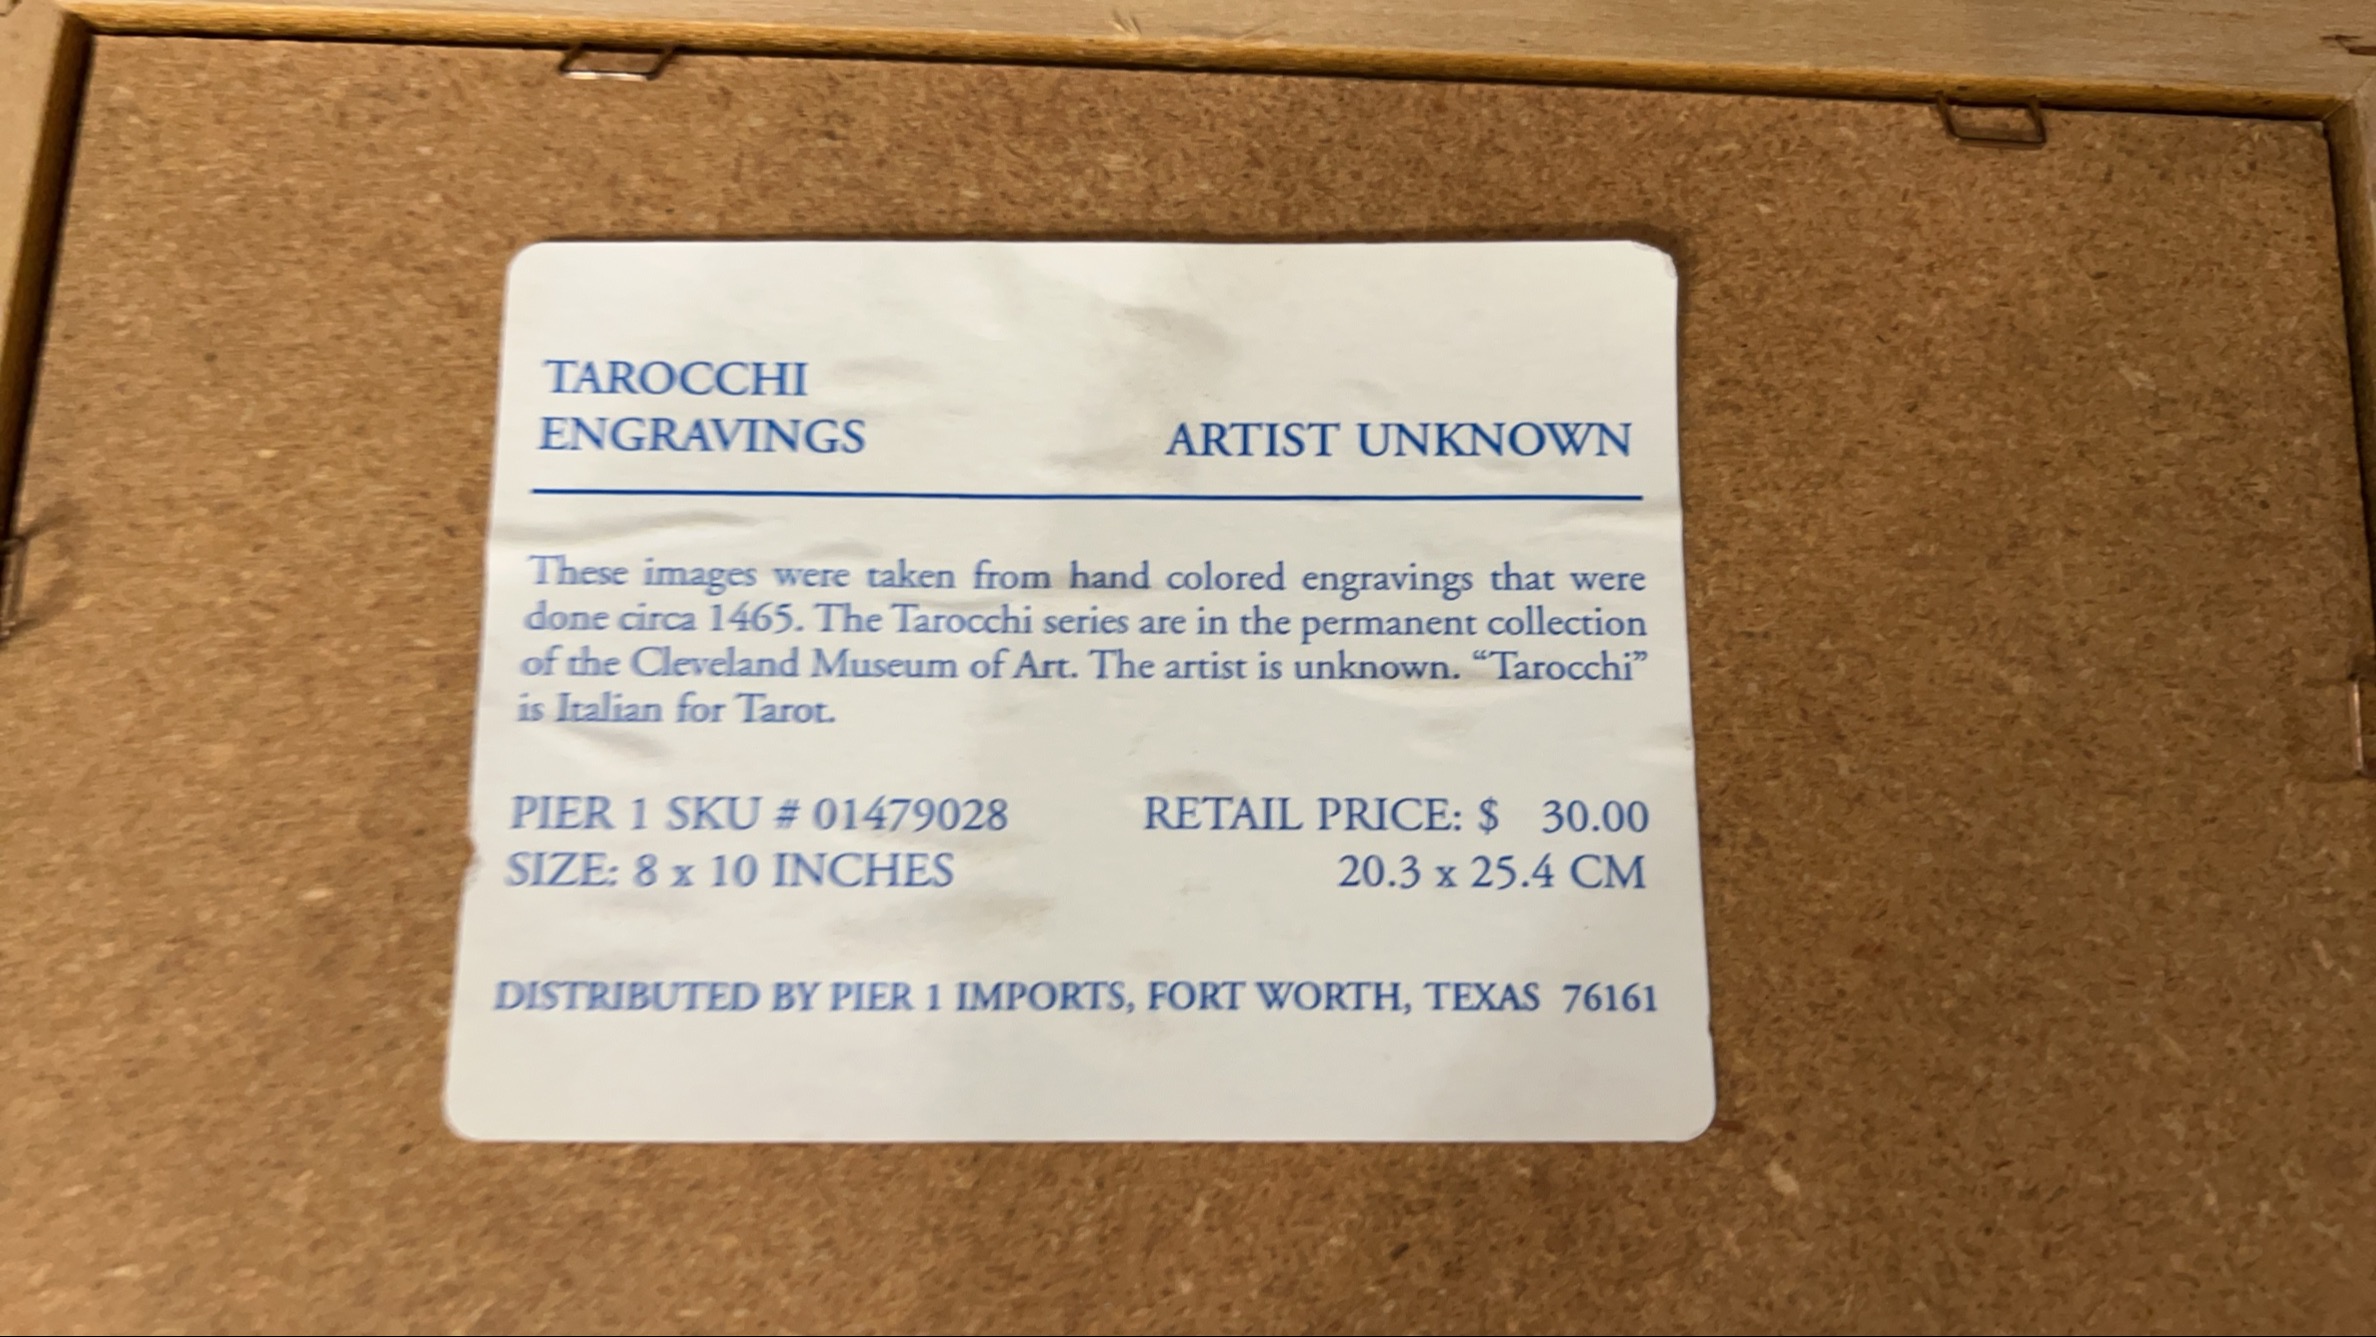 TAROCCHI
ENGRAVINGS
ARTIST UNKNOWN
These images were taken from hand colored engravings that were
done circa 1465. The Tarocchi series are in the permanent collection
of the Cleveland Museum of Art. The artist is unknown. “Tarocchi”
is Italian for Tarot.
PIER 1 SKU # 01479028 RETAIL PRICE: $ 30.00
SIZE: 8 x 10 INCHES 20.3 x 25.4 CM
DISTRIBUTED BY PIER 1 IMPORTS, FORT WORTH, TEXAS 76161